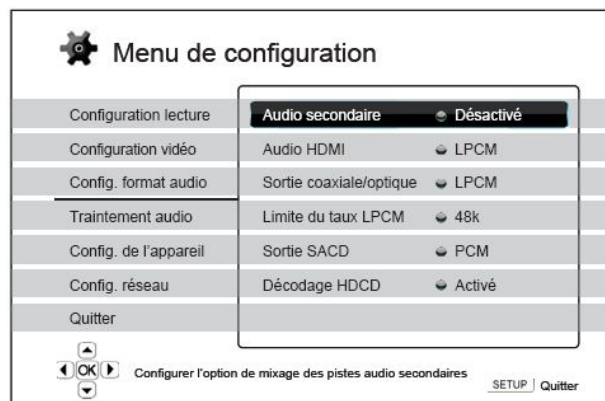 Menu de configuration
Configuration lecture
Configuration vidéo
Config. format audio
Traintement audio
Config. de l'appareil
Config. réseau
Quitter
Audio secondaire Désactivé
Audio HDMI LPCM
Sortie coaxiale/optique LPCM
Limite du taux LPCM 48k
Sortie SACD PCM
Décodage HDCD Activé
OK Configurer l'option de mixage des pistes audio secondaires
SETUP Quitter